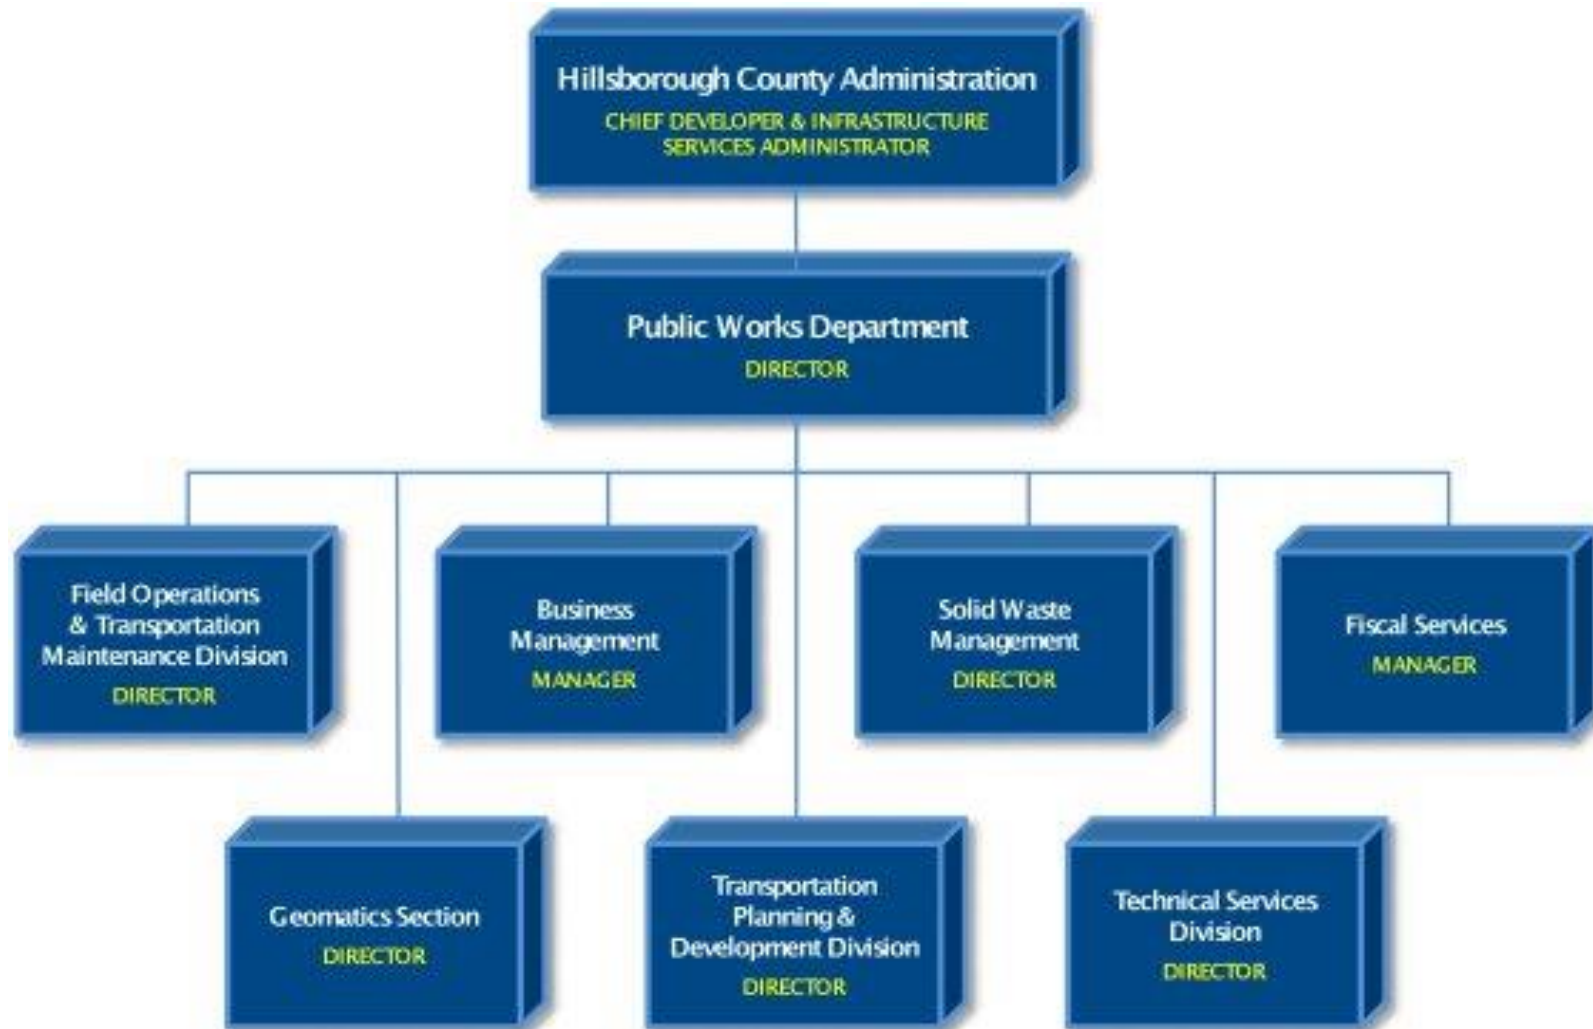 Hillsborough County Administration
CHIEF DEVELOPER & INFRASTRUCTURE
SERVICES ADMINISTRATOR
Public Works Department
DIRECTOR
Field Operations
& Transportation
Maintenance Division
DIRECTOR
Business
Management
MANAGER
Solid Waste
Management
DIRECTOR
Fiscal Services
MANAGER
Geomatics Section
DIRECTOR
Transportation
Planning &
Development Division
DIRECTOR
Technical Services
Division
DIRECTOR